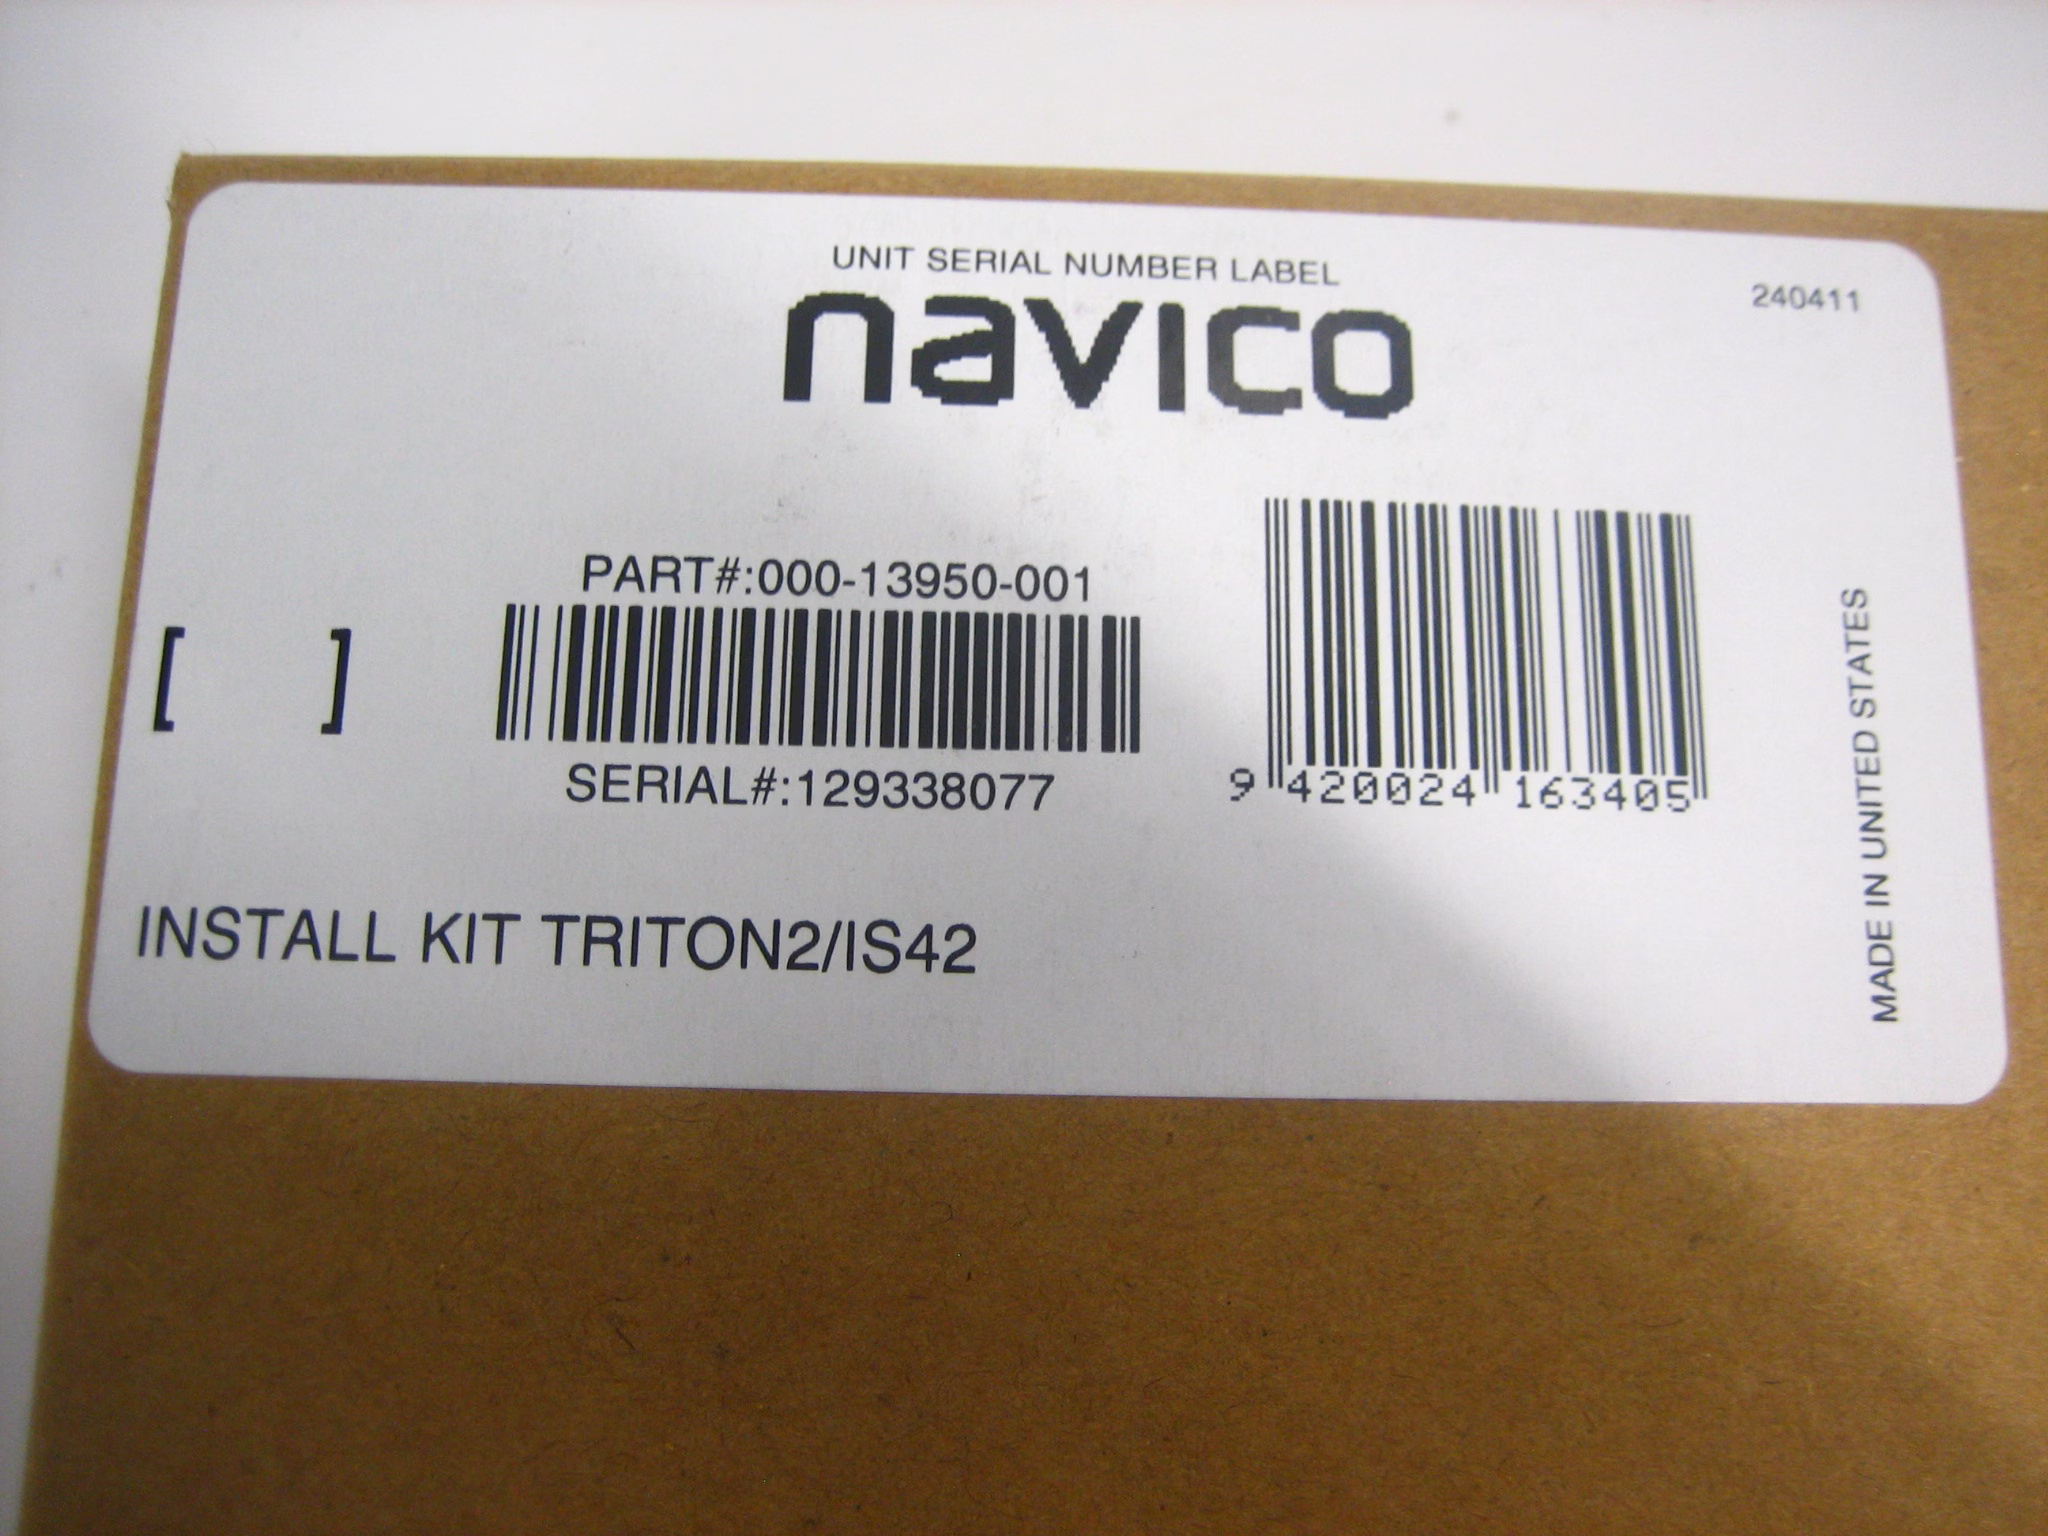 UNIT SERIAL NUMBER LABEL
240411
navico
PART#:000-13950-001
[ ]
SERIAL#:129338077
9 420024 163405
INSTALL KIT TRITON2/IS42
MADE IN UNITED STATES